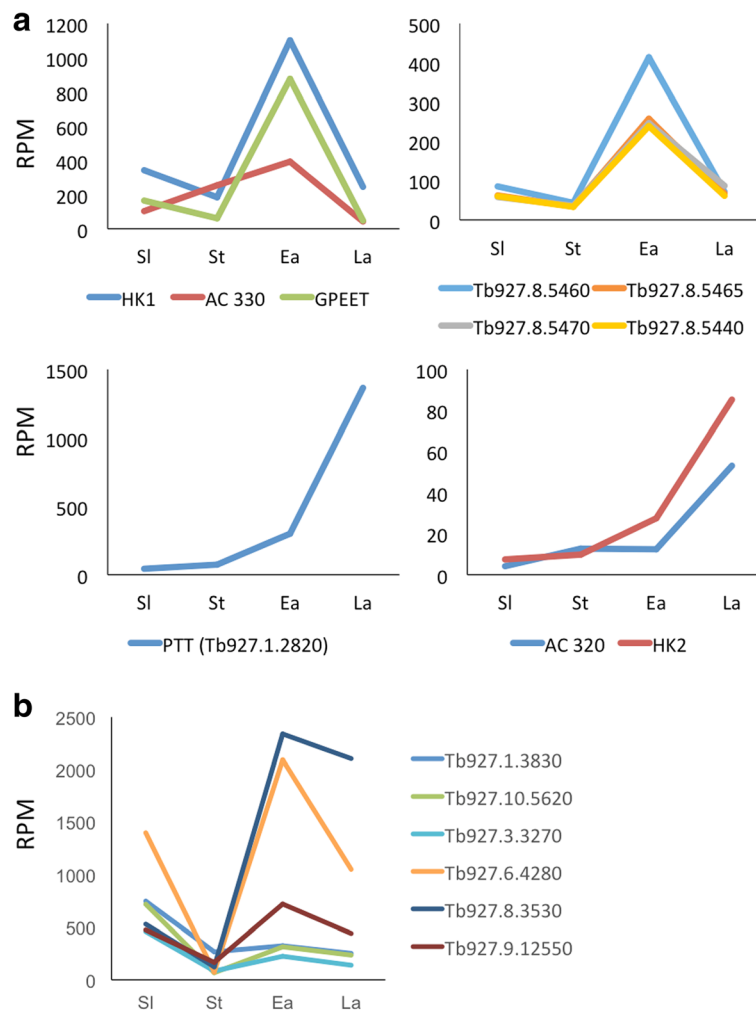 a
1200
1000
800
600
400
200
0
RPM
Sl St Ea La
HK1 AC 330 GPEET
500
400
300
200
100
0
Sl St Ea La
Tb927.8.5460 Tb927.8.5465
Tb927.8.5470 Tb927.8.5440
1500
1000
500
0
RPM
Sl St Ea La
PTT (Tb927.1.2820)
100
80
60
40
20
0
Sl St Ea La
AC 320 HK2
b
2500
2000
1500
1000
500
0
RPM
Sl St Ea La
Tb927.1.3830
Tb927.10.5620
Tb927.3.3270
Tb927.6.4280
Tb927.8.3530
Tb927.9.12550